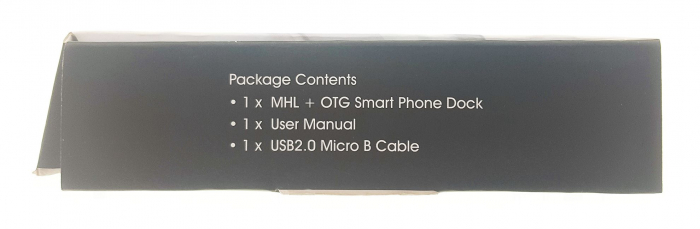 Package Contents
• 1 x MHL + OTG Smart Phone Dock
• 1 x User Manual
• 1 x USB2.0 Micro B Cable